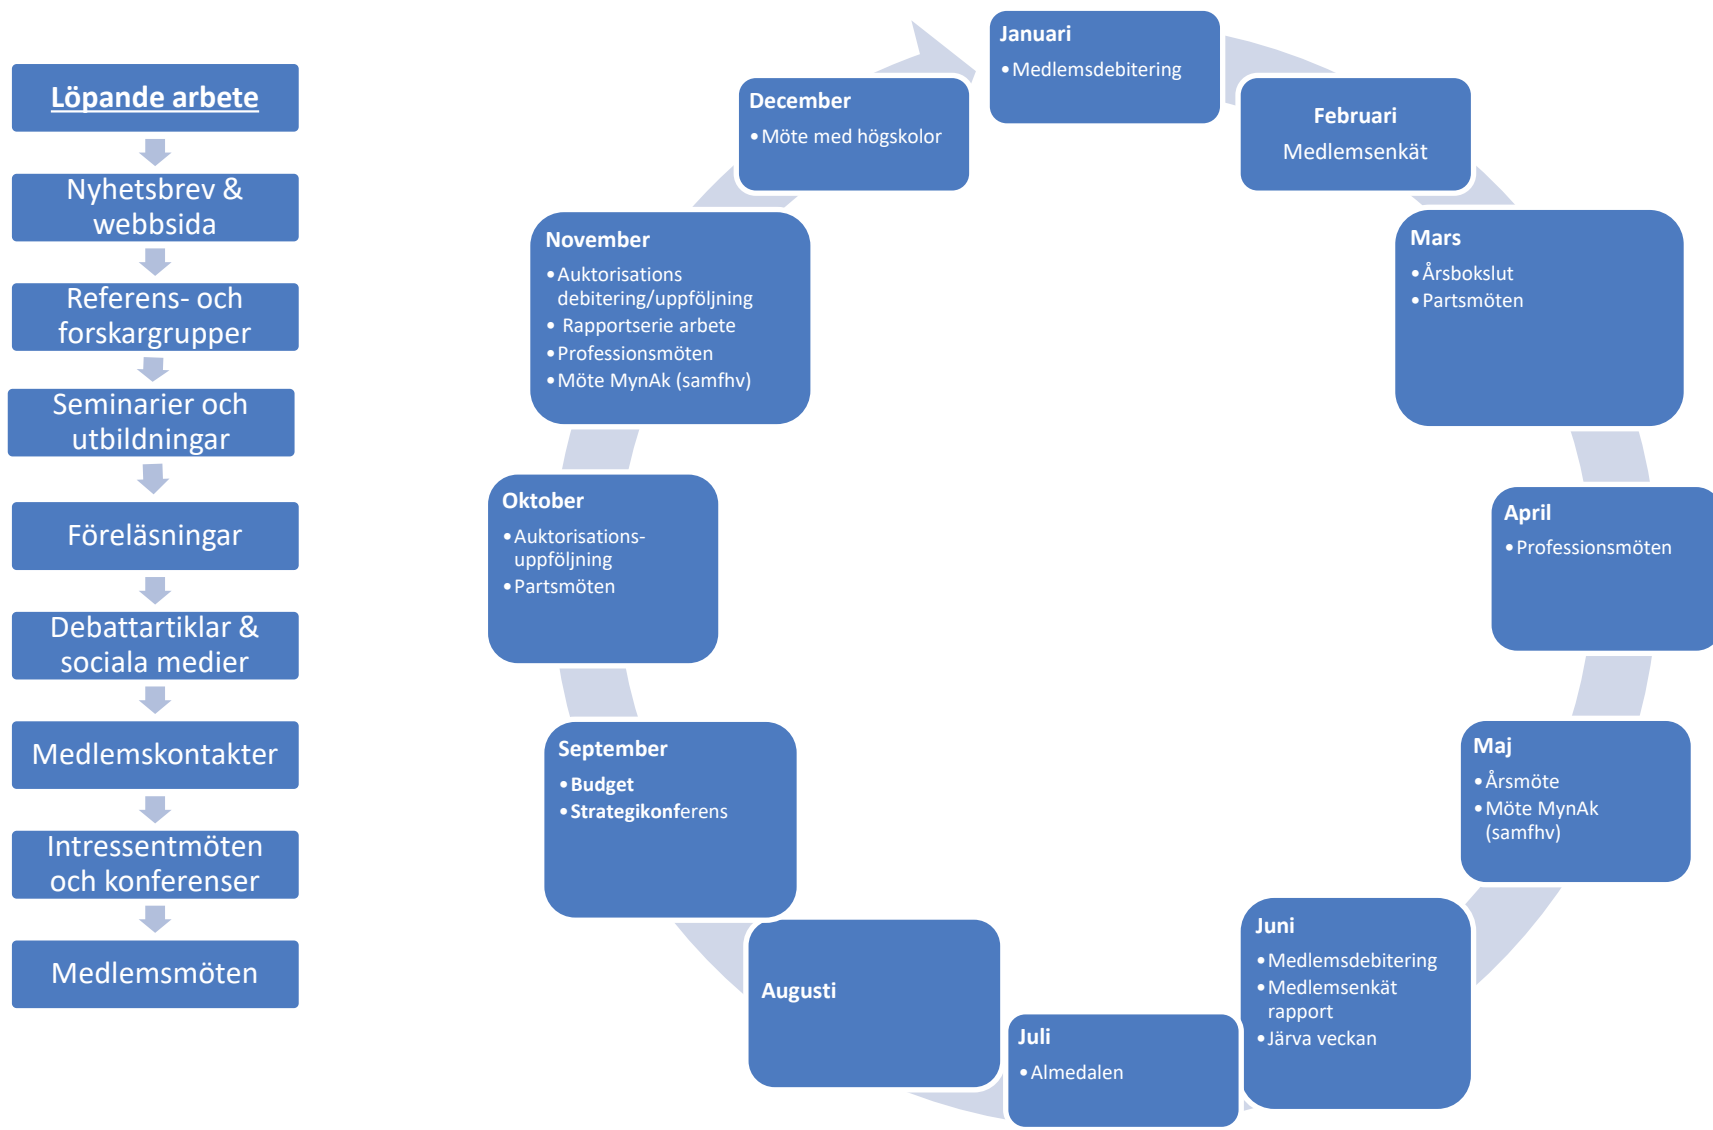 Löpande arbete
Nyhetsbrev &
webbsida
Referens- och
forskargrupper
Seminarier och
utbildningar
Föreläsningar
Debattartiklar &
sociala medier
Medlemskontakter
Intressentmöten
och konferenser
Medlemsmöten
Januari
•Medlemsdebitering
Februari
Medlemsenkät
Mars
•Årsbokslut
•Partsmöten
April
•Professionsmöten
Maj
•Årsmöte
•Möte MynAk
(samfhv)
Juni
•Medlemsdebitering
•Medlemsenkät
rapport
•Järva veckan
Juli
•Almedalen
Augusti
September
•Budget
•Strategikonferens
Oktober
•Auktorisations-
uppföljning
•Partsmöten
November
•Auktorisations
debitering/uppföljning
• Rapportserie arbete
•Professionsmöten
•Möte MynAk (samfhv)
December
•Möte med högskolor